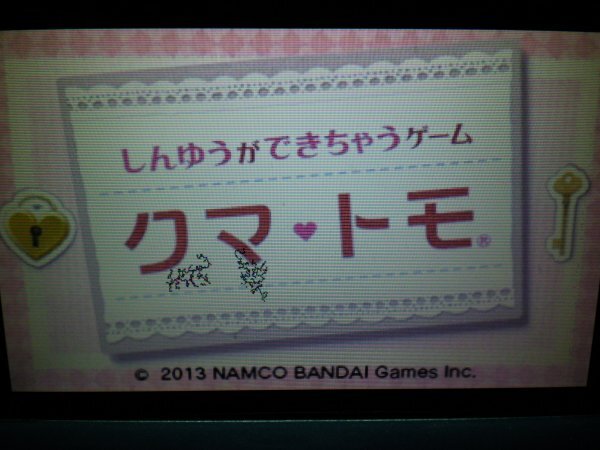 しんゆうができちゃうゲーム
クマ♥トモ®
© 2013 NAMCO BANDAI Games Inc.